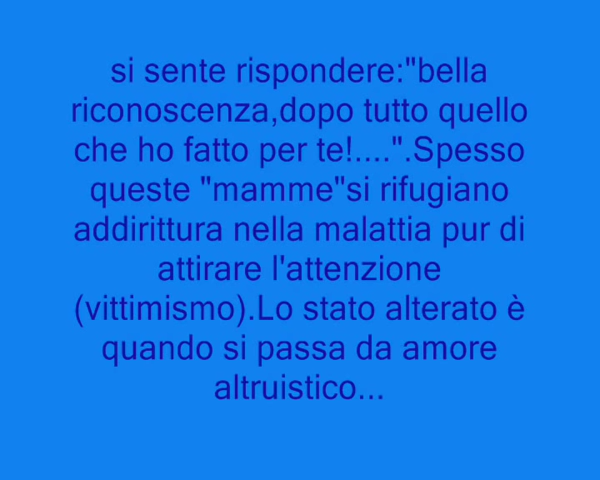 si sente rispondere:"bella
riconoscenza,dopo tutto quello
che ho fatto per te!....".Spesso
queste "mamme"si rifugiano
addirittura nella malattia pur di
attirare l'attenzione
(vittimismo).Lo stato alterato è
quando si passa da amore
altruistico...